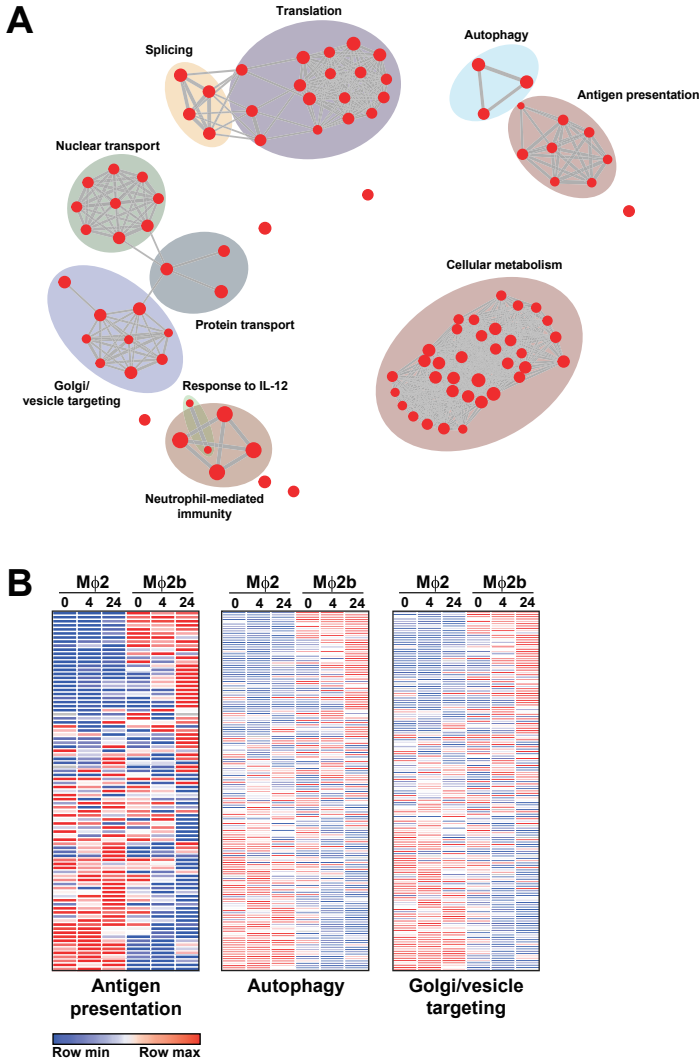 A
Translation
Splicing
Autophagy
Antigen presentation
Nuclear transport
Cellular metabolism
Protein transport
Golgi/
vesicle targeting
Response to IL-12
Neutrophil-mediated
immunity
B
Mϕ2 Mϕ2b
0 4 24 0 4 24
Mϕ2 Mϕ2b
0 4 24 0 4 24
Mϕ2 Mϕ2b
0 4 24 0 4 24
Antigen
presentation
Autophagy
Golgi/vesicle
targeting
Row min Row max